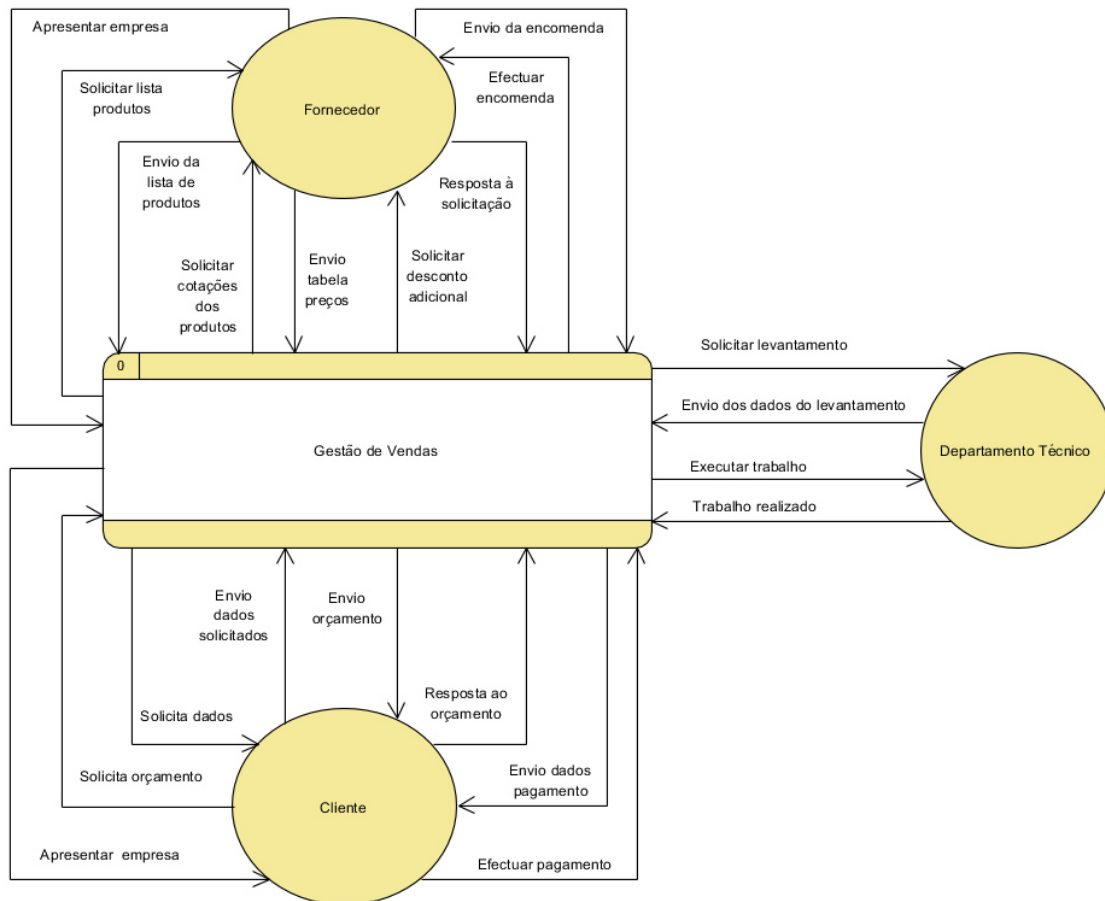 Apresentar empresa
Envio da encomenda
Solicitar lista
produtos
Efectuar
encomenda
Fornecedor
Envio da
lista de
produtos
Resposta à
solicitação
Solicitar
cotações
dos
produtos
Envio
tabela
preços
Solicitar
desconto
adicional
0
Gestão de Vendas
Solicitar levantamento
Envio dos dados do levantamento
Departamento Técnico
Executar trabalho
Trabalho realizado
Envio
dados
solicitados
Envio
orçamento
Solicita dados
Resposta ao
orçamento
Solicita orçamento
Envio dados
pagamento
Cliente
Apresentar empresa
Efectuar pagamento